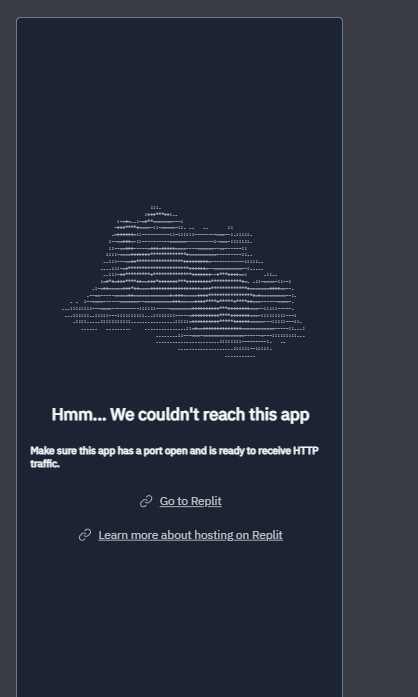 Hmm... We couldn't reach this app
Make sure this app has a port open and is ready to receive HTTP
traffic.
Go to Replit
Learn more about hosting on Replit